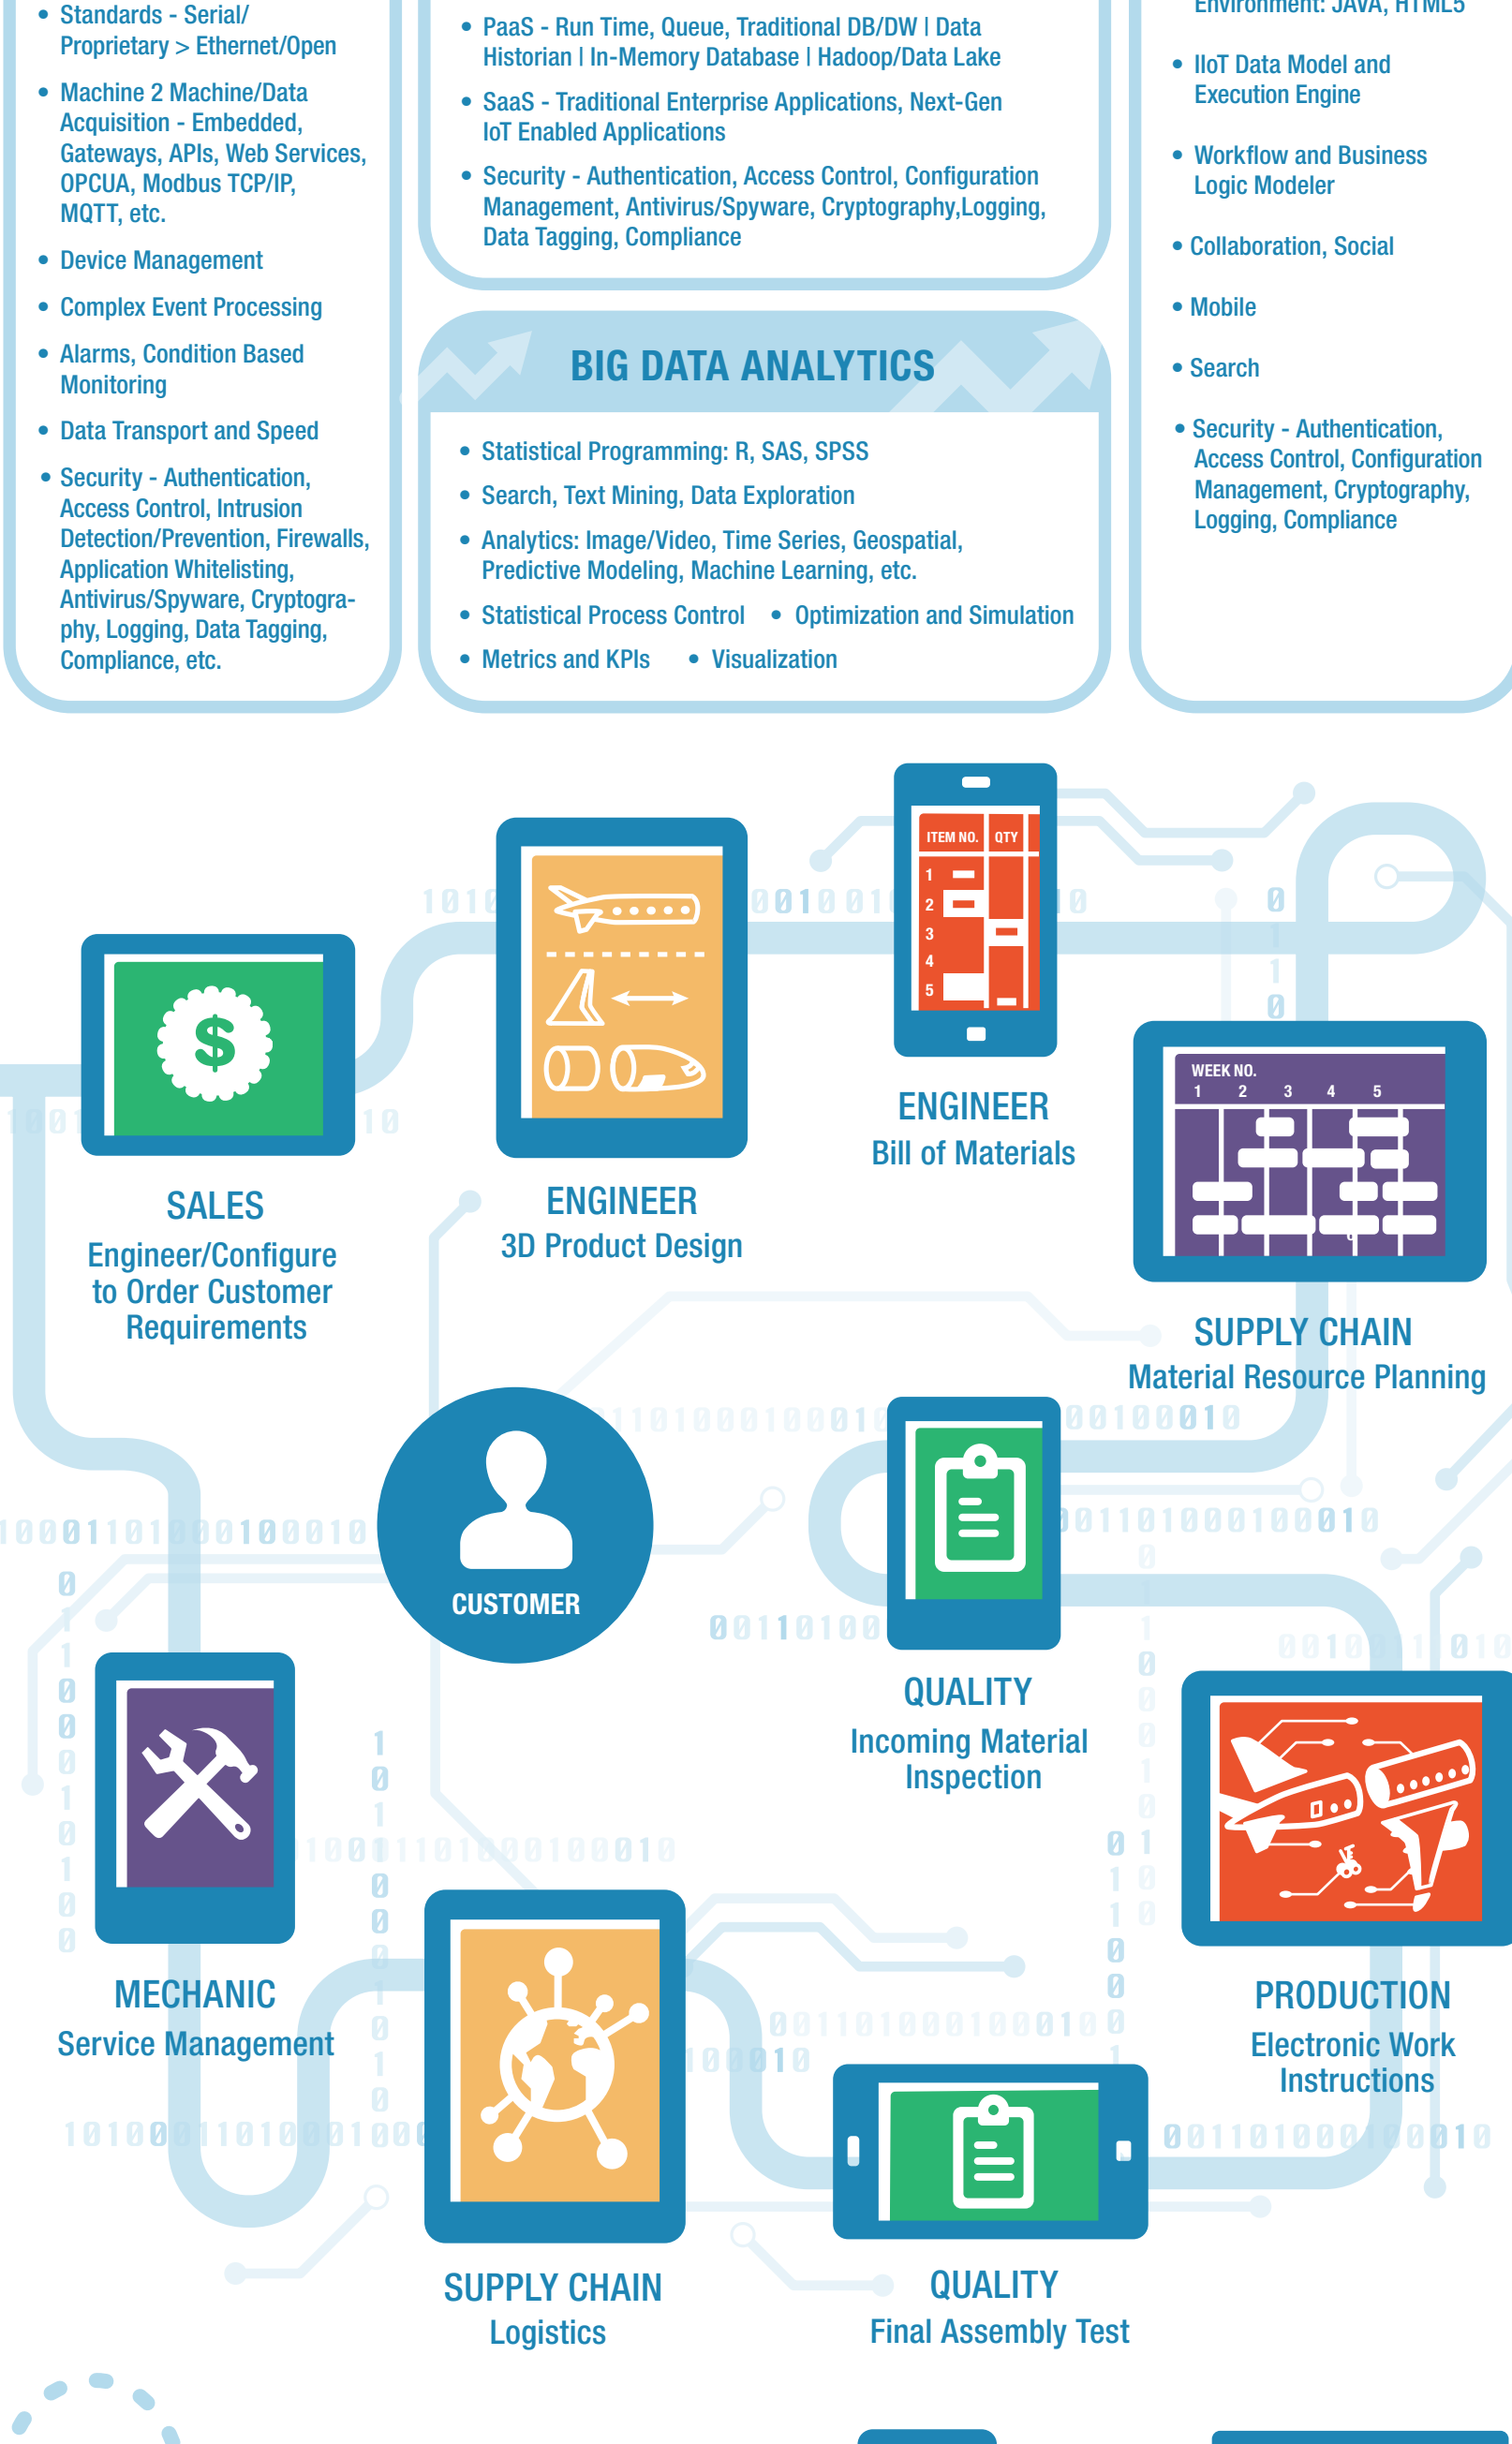 • Standards - Serial/
Proprietary > Ethernet/Open
• Machine 2 Machine/Data
Acquisition - Embedded,
Gateways, APIs, Web Services,
OPCUA, Modbus TCP/IP,
MQTT, etc.
• Device Management
• Complex Event Processing
• Alarms, Condition Based
Monitoring
• Data Transport and Speed
• Security - Authentication,
Access Control, Intrusion
Detection/Prevention, Firewalls,
Application Whitelisting,
Antivirus/Spyware, Cryptogra-
phy, Logging, Data Tagging,
Compliance, etc.
• PaaS - Run Time, Queue, Traditional DB/DW | Data
Historian | In-Memory Database | Hadoop/Data Lake
• SaaS - Traditional Enterprise Applications, Next-Gen
IoT Enabled Applications
• Security - Authentication, Access Control, Configuration
Management, Antivirus/Spyware, Cryptography,Logging,
Data Tagging, Compliance
BIG DATA ANALYTICS
• Statistical Programming: R, SAS, SPSS
• Search, Text Mining, Data Exploration
• Analytics: Image/Video, Time Series, Geospatial,
Predictive Modeling, Machine Learning, etc.
• Statistical Process Control • Optimization and Simulation
• Metrics and KPIs • Visualization
Environment: JAVA, HTML5
• IIoT Data Model and
Execution Engine
• Workflow and Business
Logic Modeler
• Collaboration, Social
• Mobile
• Search
• Security - Authentication,
Access Control, Configuration
Management, Cryptography,
Logging, Compliance
$
SALES
Engineer/Configure
to Order Customer
Requirements
ENGINEER
3D Product Design
ITEM NO. QTY
1
2
3
4
5
ENGINEER
Bill of Materials
WEEK NO.
1 2 3 4 5
SUPPLY CHAIN
Material Resource Planning
CUSTOMER
QUALITY
Incoming Material
Inspection
MECHANIC
Service Management
PRODUCTION
Electronic Work
Instructions
SUPPLY CHAIN
Logistics
QUALITY
Final Assembly Test